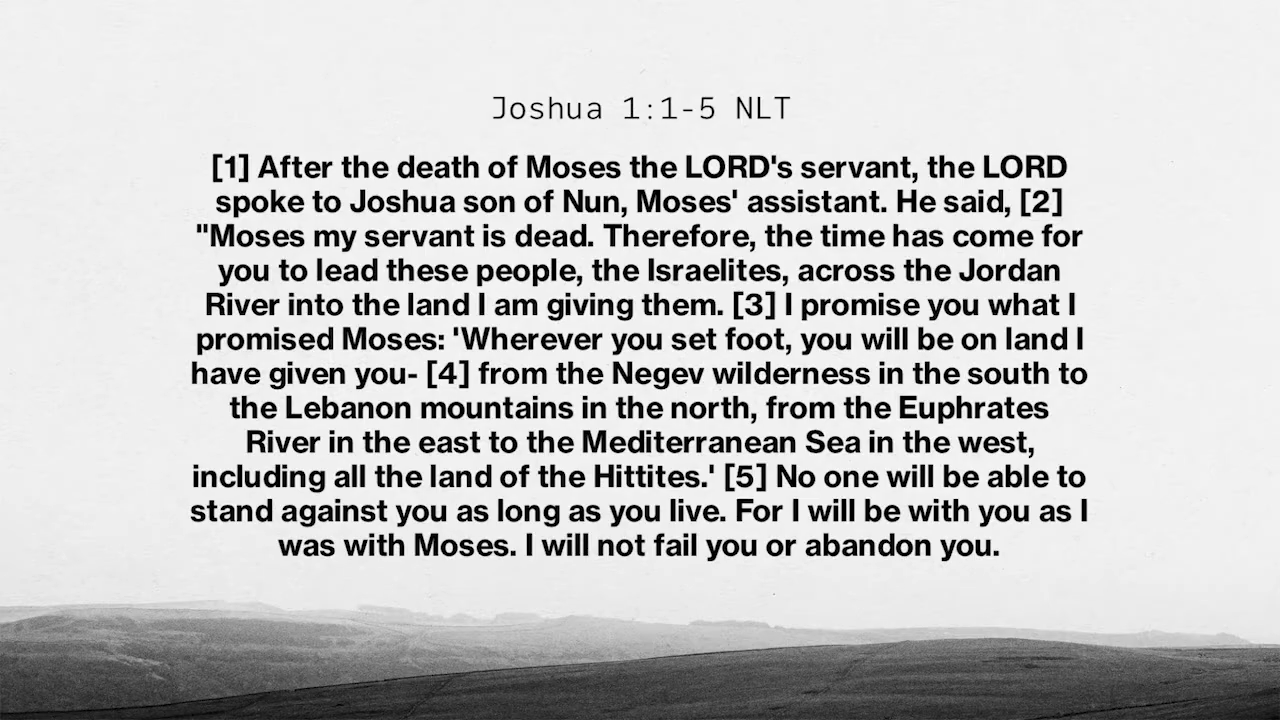 Joshua 1:1-5 NLT
[1] After the death of Moses the LORD's servant, the LORD
spoke to Joshua son of Nun, Moses' assistant. He said, [2]
"Moses my servant is dead. Therefore, the time has come for
you to lead these people, the Israelites, across the Jordan
River into the land I am giving them. [3] I promise you what I
promised Moses: 'Wherever you set foot, you will be on land I
have given you- [4] from the Negev wilderness in the south to
the Lebanon mountains in the north, from the Euphrates
River in the east to the Mediterranean Sea in the west,
including all the land of the Hittites.' [5] No one will be able to
stand against you as long as you live. For I will be with you as I
was with Moses. I will not fail you or abandon you.